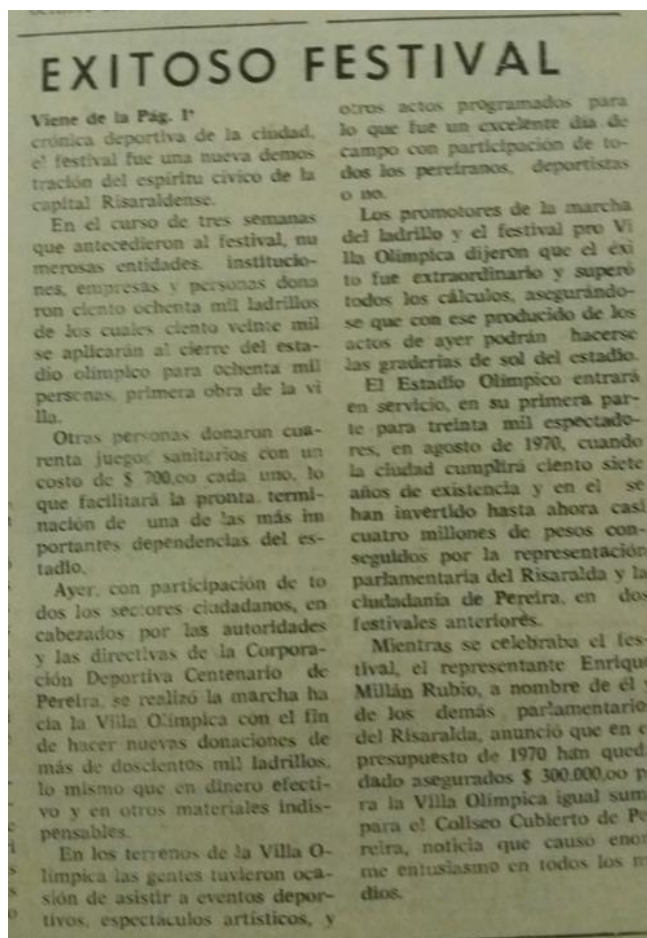 EXITOSO FESTIVAL
Viene de la Pág. 1ª
crónica deportiva de la ciudad,
el festival fue una nueva demos
tración del espíritu cívico de la
capital Risaraldense.
En el curso de tres semanas
que antecedieron al festival, nu
merosas entidades, institucio-
nes, empresas y personas dona
ron ciento ochenta mil ladrillos
de los cuales ciento veinte mil
se aplicarán al cierre del esta-
dio olímpico para ochenta mil
personas, primera obra de la vi
lla.
Otras personas donaron cua-
renta juegos sanitarios con un
costo de $ 700,oo cada uno, lo
que facilitará la pronta termi-
nación de una de las más im
portantes dependencias del es-
tadio.
Ayer, con participación de to
dos los sectores ciudadanos, en
cabezados por las autoridades
y las directivas de la Corpora-
ción Deportiva Centenario de
Pereira, se realizó la marcha ha
cia la Villa Olímpica con el fin
de hacer nuevas donaciones de
más de doscientos mil ladrillos,
lo mismo que en dinero efecti-
vo y en otros materiales indis-
pensables.
En los terrenos de la Villa O-
límpica las gentes tuvieron oca-
sión de asistir a eventos depor-
tivos, espectáculos artísticos, y
otros actos programados para
lo que fue un excelente día de
campo con participación de to-
dos los pereiranos, deportistas
o no.
Los promotores de la marcha
del ladrillo y el festival pro Vi
lla Olímpica dijeron que el éxi
to fue extraordinario y superó
todos los cálculos, asegurándo-
se que con ese producido de los
actos de ayer podrán hacerse
las graderías de sol del estadio.
El Estadio Olímpico entrará
en servicio, en su primera par-
te para treinta mil espectado-
res, en agosto de 1970, cuando
la ciudad cumplirá ciento siete
años de existencia y en el se
han invertido hasta ahora casi
cuatro millones de pesos con-
seguidos por la representación
parlamentaria del Risaralda y la
ciudadanía de Pereira, en dos
festivales anteriores.
Mientras se celebraba el fes-
tival, el representante Enrique
Millán Rubio, a nombre de él y
de los demás parlamentario
del Risaralda, anunció que en e
presupuesto de 1970 han qued
dado asegurados $ 300.000,oo p
ra la Villa Olímpica igual sum
para el Coliseo Cubierto de Pe
reira, noticia que causo enor
me entusiasmo en todos los m
dios.